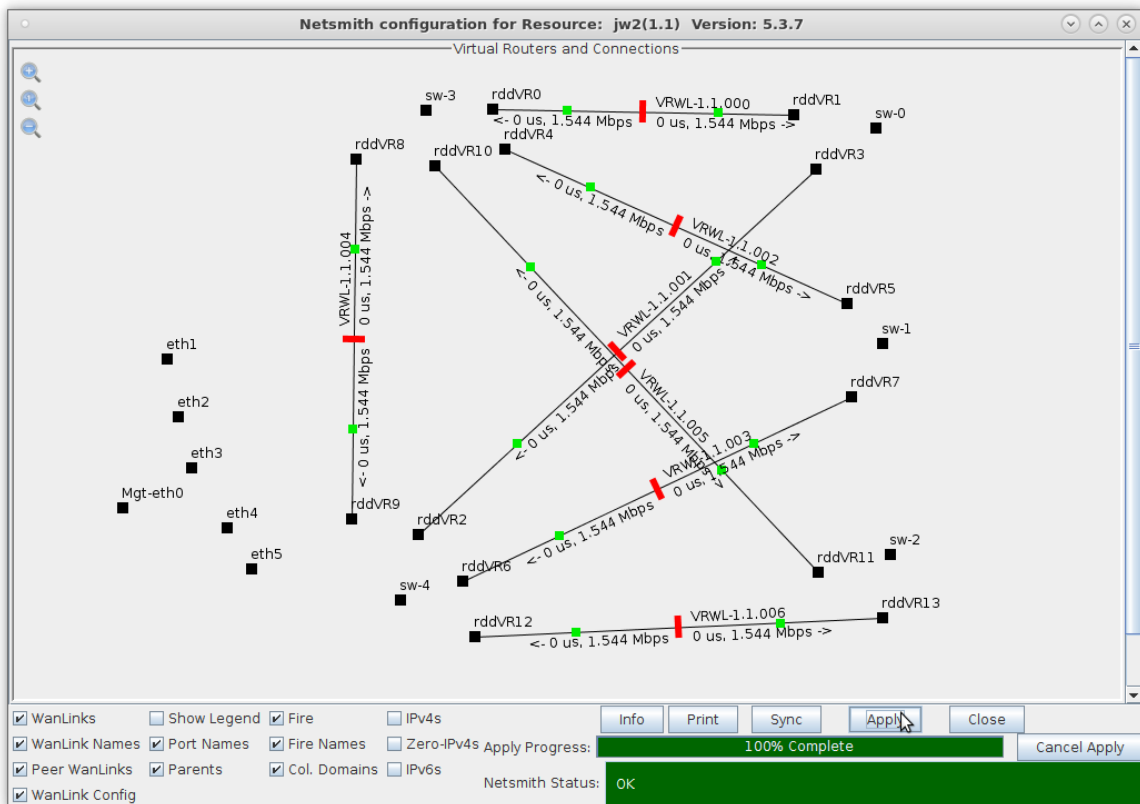 Netsmith configuration for Resource:  jw2(1.1)  Version: 5.3.7
Virtual Routers and Connections
sw-3
rddVR0
VRWL-1.1.000
rddVR1
<- 0 us, 1.544 Mbps
0 us, 1.544 Mbps ->
sw-0
rddVR4
rddVR8
rddVR10
rddVR3
<- 0 us, 1.544 Mbps
VRWL-1.1.002
0 us, 1.544 Mbps ->
rddVR5
VRWL-1.1.004
0 us, 1.544 Mbps ->
<- 0 us, 1.544 Mbps
VRWL-1.1.001
0 us, 1.544 Mbps
<- 0 us, 1.544 Mbps
<- 0 us, 1.544 Mbps
VRWL-1.1.005
0 us, 1.544 Mbps
sw-1
eth1
rddVR7
eth2
VRWL-1.1.003
0 us, 1.544 Mbps ->
<- 0 us, 1.544 Mbps
eth3
Mgt-eth0
rddVR9
eth4
rddVR2
sw-2
eth5
rddVR6
rddVR11
sw-4
rddVR12
VRWL-1.1.006
rddVR13
<- 0 us, 1.544 Mbps
0 us, 1.544 Mbps ->
WanLinks
Show Legend
Fire
IPv4s
Info
Print
Sync
Apply
Close
WanLink Names
Port Names
Fire Names
Zero-IPv4s
Apply Progress:
100% Complete
Cancel Apply
Peer WanLinks
Parents
Col. Domains
IPv6s
Netsmith Status:
OK
WanLink Config